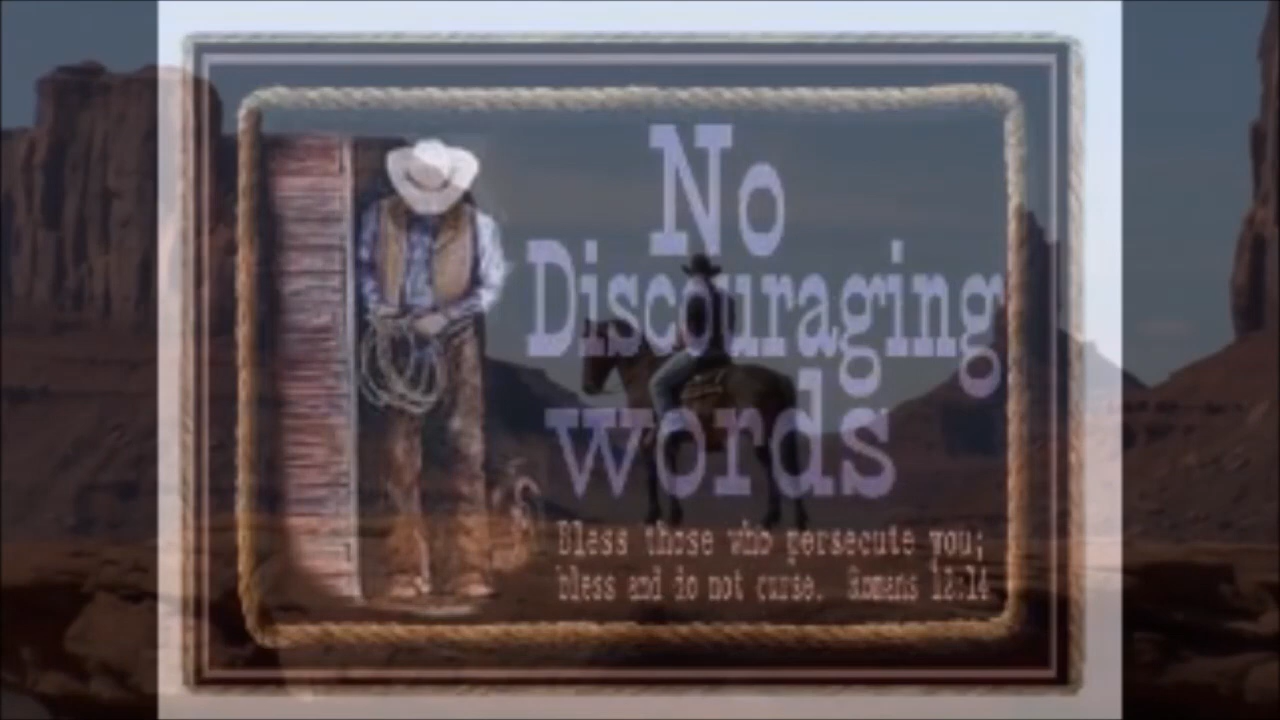 No
Discouraging
words
Bless those who persecute you;
bless and do not curse. Romans 12:14